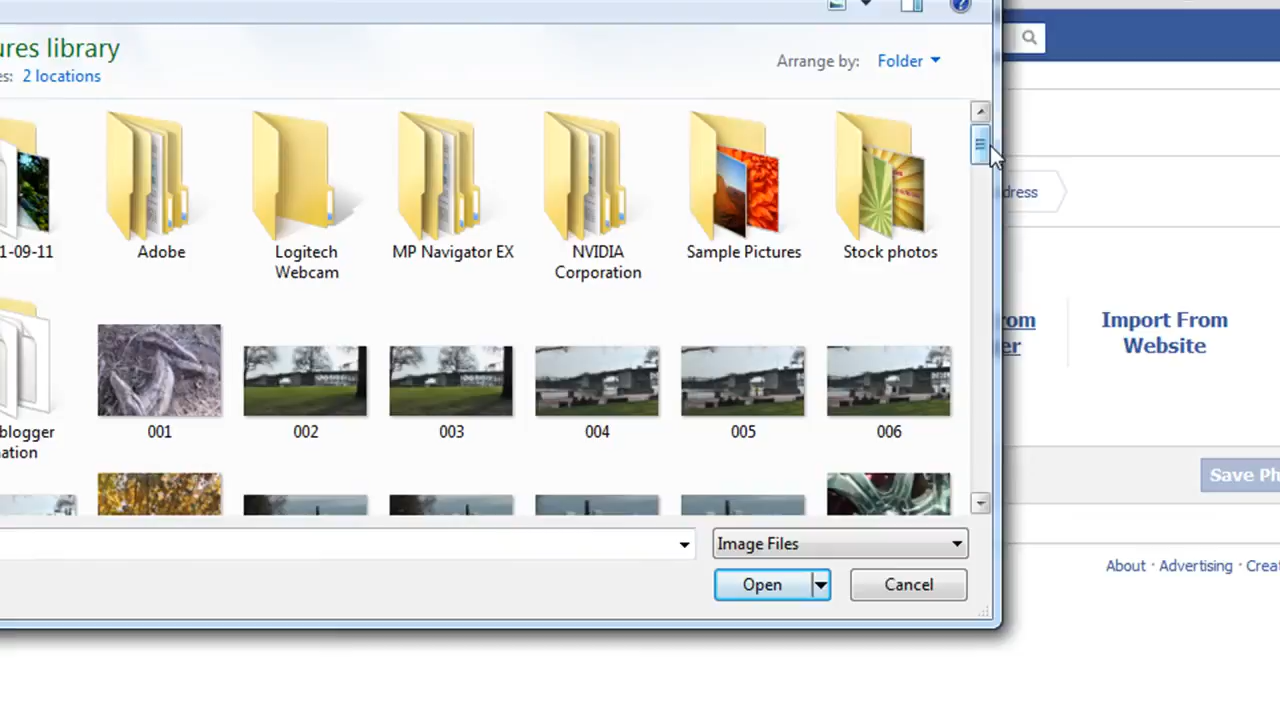 ures library
es: 2 locations
Arrange by: Folder
1-09-11
Adobe
Logitech
Webcam
MP Navigator EX
NVIDIA
Corporation
Sample Pictures
Stock photos
dress
001
002
003
004
005
006
blogger
ation
rom
er
Import From
Website
Save Ph
Image Files
Open
Cancel
About · Advertising · Creat